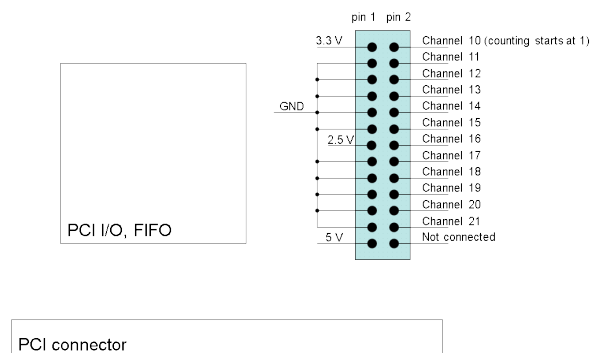 pin 1 pin 2
3.3 V Channel 10 (counting starts at 1)
Channel 11
Channel 12
Channel 13
GND Channel 14
Channel 15
2.5 V Channel 16
Channel 17
Channel 18
Channel 19
Channel 20
Channel 21
5 V Not connected
PCI I/O, FIFO
PCI connector